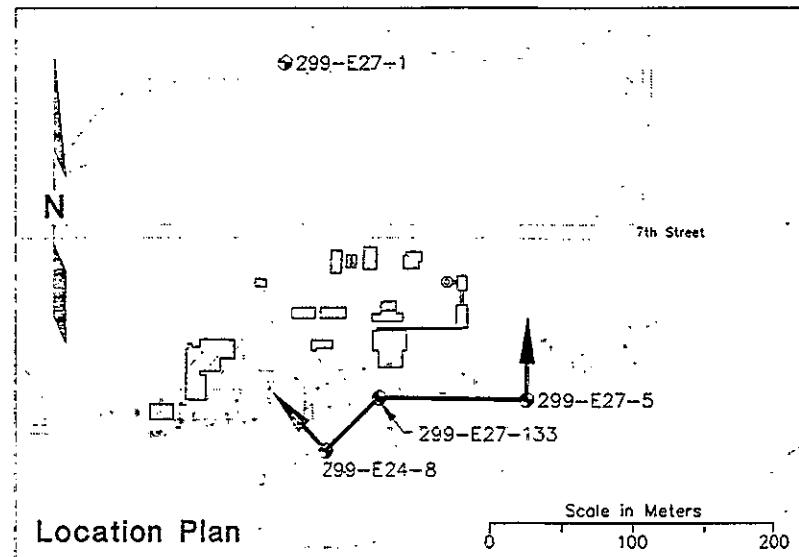 299-E27-1
N
7th Street
299-E27-5
299-E27-133
299-E24-8
Location Plan
Scale in Meters
0 100 200